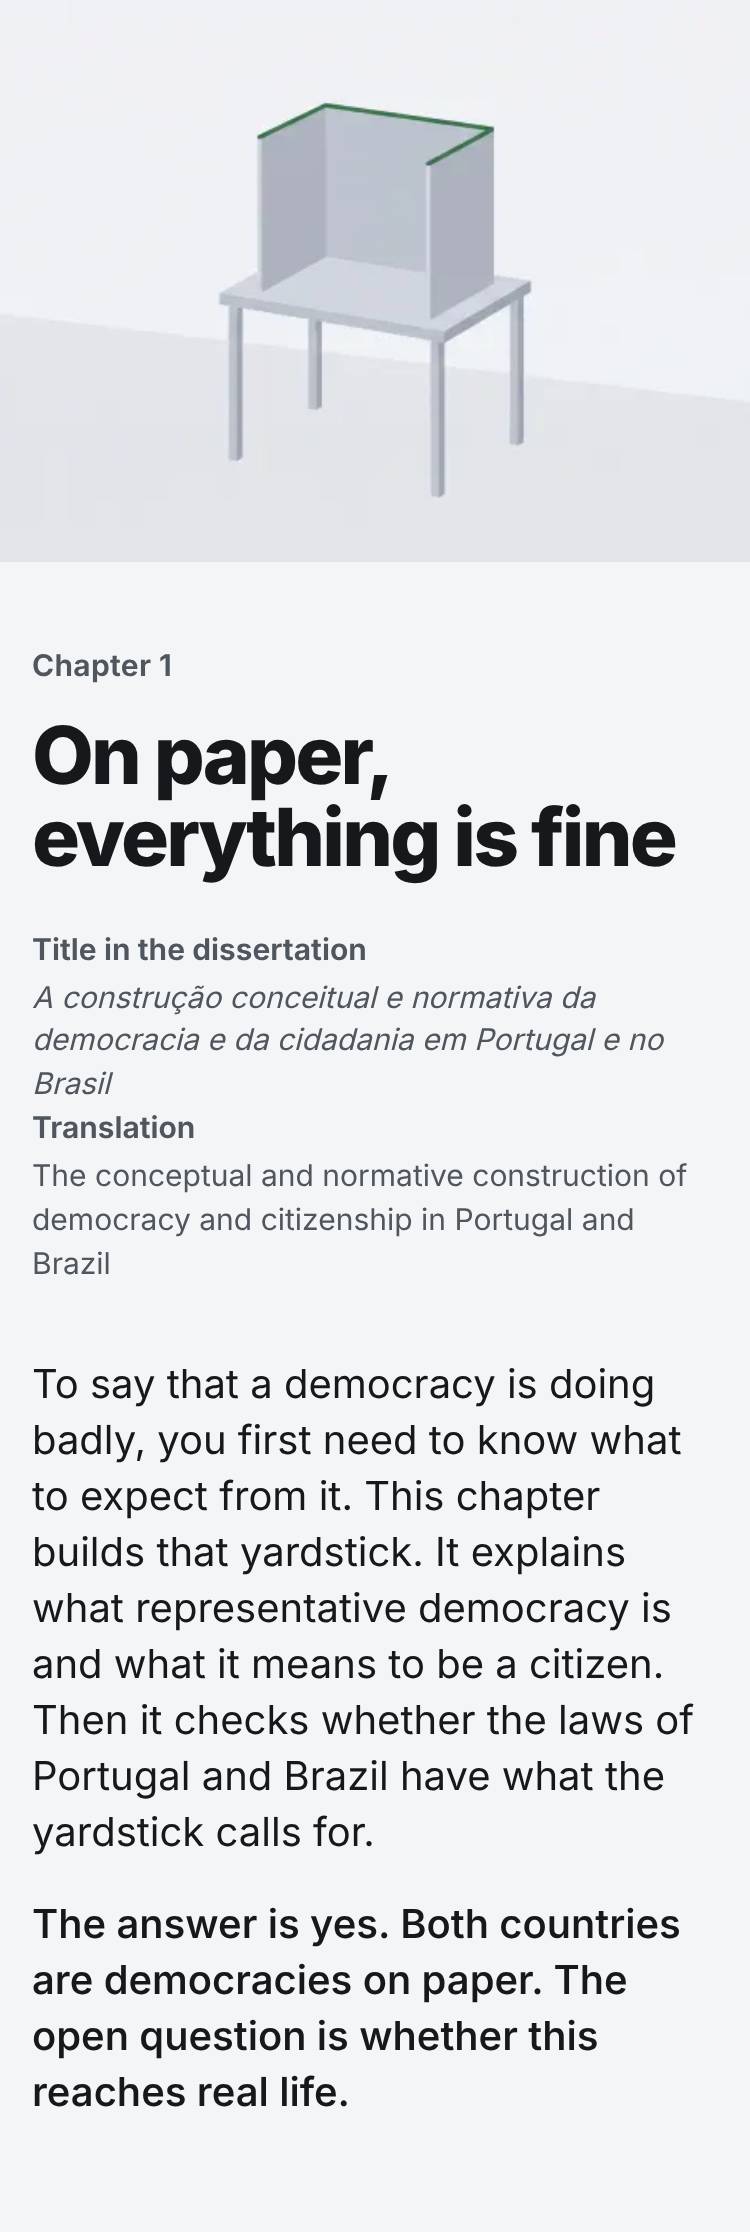 Chapter 1
On paper,
everything is fine
Title in the dissertation
A construção conceitual e normativa da
democracia e da cidadania em Portugal e no
Brasil
Translation
The conceptual and normative construction of
democracy and citizenship in Portugal and
Brazil
To say that a democracy is doing
badly, you first need to know what
to expect from it. This chapter
builds that yardstick. It explains
what representative democracy is
and what it means to be a citizen.
Then it checks whether the laws of
Portugal and Brazil have what the
yardstick calls for.
The answer is yes. Both countries
are democracies on paper. The
open question is whether this
reaches real life.